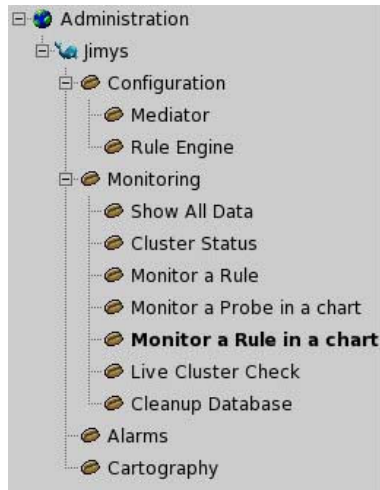 Administration
Jimys
Configuration
Mediator
Rule Engine
Monitoring
Show All Data
Cluster Status
Monitor a Rule
Monitor a Probe in a chart
Monitor a Rule in a chart
Live Cluster Check
Cleanup Database
Alarms
Cartography